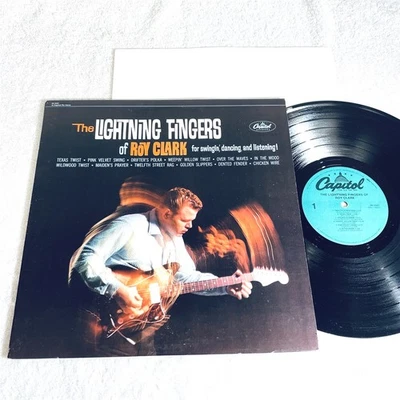 The LIGHTNING FINGERS
of ROY CLARK for swingin', dancing, and listening!
Capitol
TEXAS TWIST • PINK VELVET SWING • DRIFTER'S POLKA • WEEPIN' WILLOW TWIST • OVER THE WAVES • IN THE MOOD
WILDWOOD TWIST • MAIDEN'S PRAYER • TWELFTH STREET RAG • GOLDEN SLIPPERS • DENTED FENDER • CHICKEN WIRE
Capitol
THE LIGHTNING FINGERS OF
ROY CLARK
1